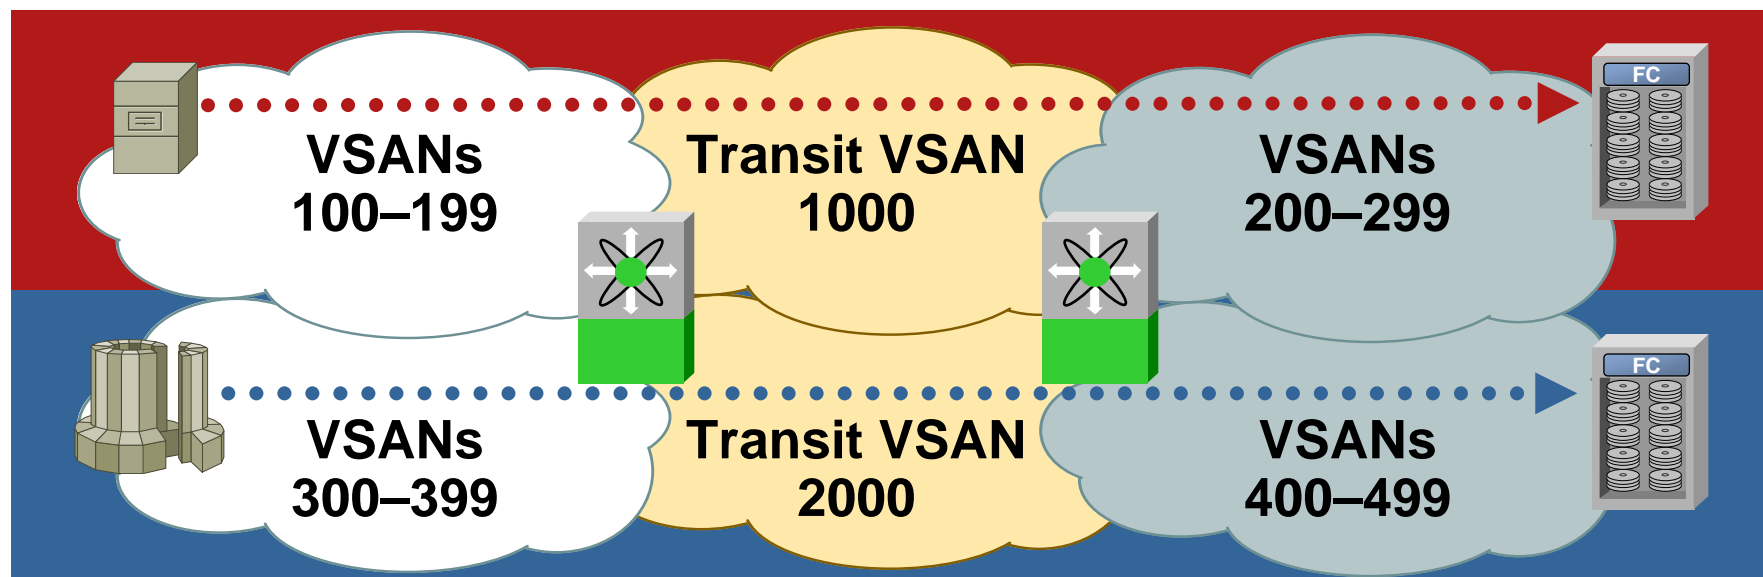 FC
VSANs
100–199
Transit VSAN
1000
VSANs
200–299
FC
VSANs
300–399
Transit VSAN
2000
VSANs
400–499